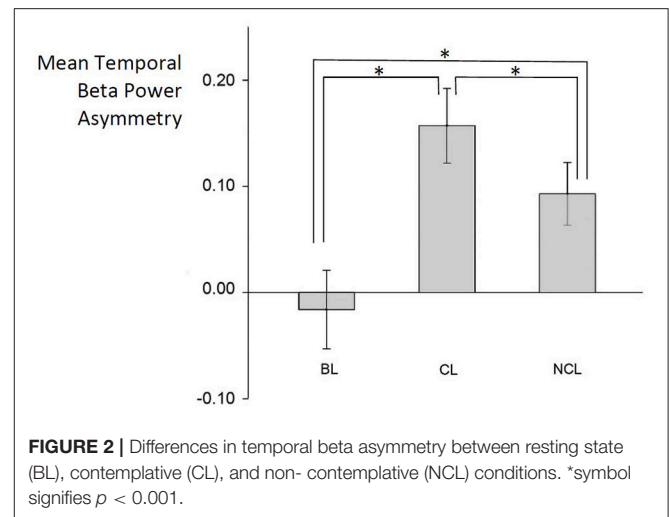 Mean Temporal
Beta Power
Asymmetry
*
*
*
0.20
0.10
0.00
-0.10
BL
CL
NCL
FIGURE 2 | Differences in temporal beta asymmetry between resting state
(BL), contemplative (CL), and non- contemplative (NCL) conditions. *symbol
signifies p < 0.001.